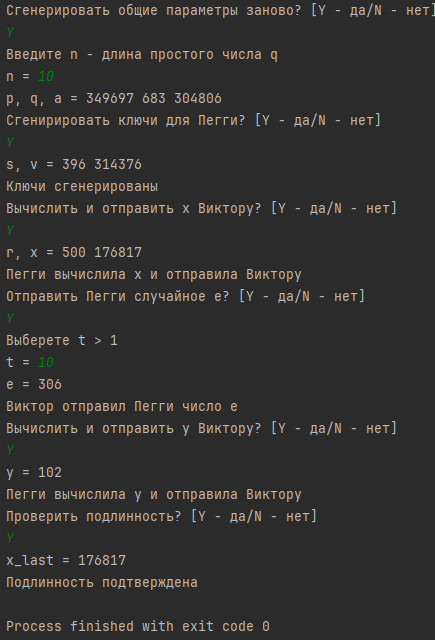 Сгенерировать общие параметры заново? [Y - да/N - нет]
Y
Введите n - длина простого числа q
n = 10
p, q, a = 349697 683 304806
Сгенирировать ключи для Пегги? [Y - да/N - нет]
Y
s, v = 396 314376
Ключи сгенерированы
Вычислить и отправить x Виктору? [Y - да/N - нет]
Y
r, x = 500 176817
Пегги вычислила x и отправила Виктору
Отправить Пегги случайное e? [Y - да/N - нет]
Y
Выберете t > 1
t = 10
e = 306
Виктор отправил Пегги число e
Вычислить и отправить y Виктору? [Y - да/N - нет]
Y
y = 102
Пегги вычислила y и отправила Виктору
Проверить подлинность? [Y - да/N - нет]
Y
x_last = 176817
Подлинность подтверждена
Process finished with exit code 0